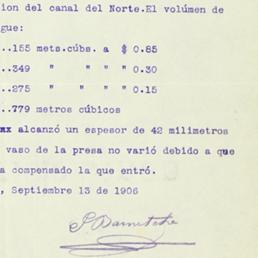 ion del canal del Norte.El volúmen de
gue:
..155 mets.cúbs. a $ 0.85
..349 " " " " 0.30
..275 " " " " 0.15
..779 metros cúbicos
alcanzó un espesor de 42 milimetros
vaso de la presa no varió debido a que
a compensado la que entró.
, Septiembre 13 de 1906